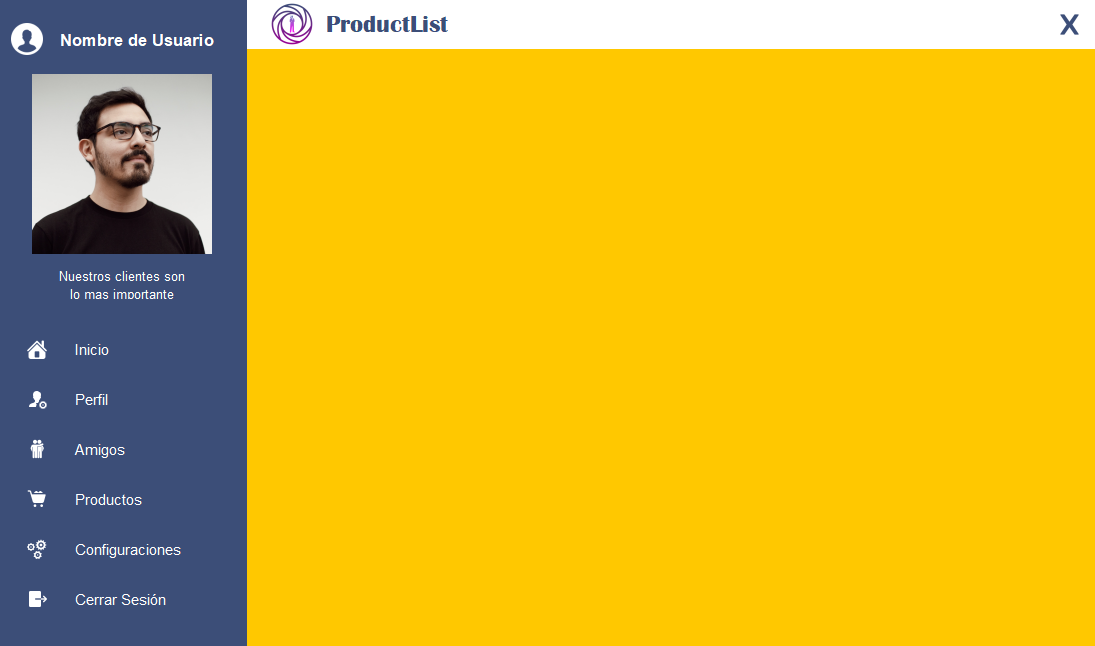 Nombre de Usuario
ProductList
X
Nuestros clientes son
lo mas importante
Inicio
Perfil
Amigos
Productos
Configuraciones
Cerrar Sesión